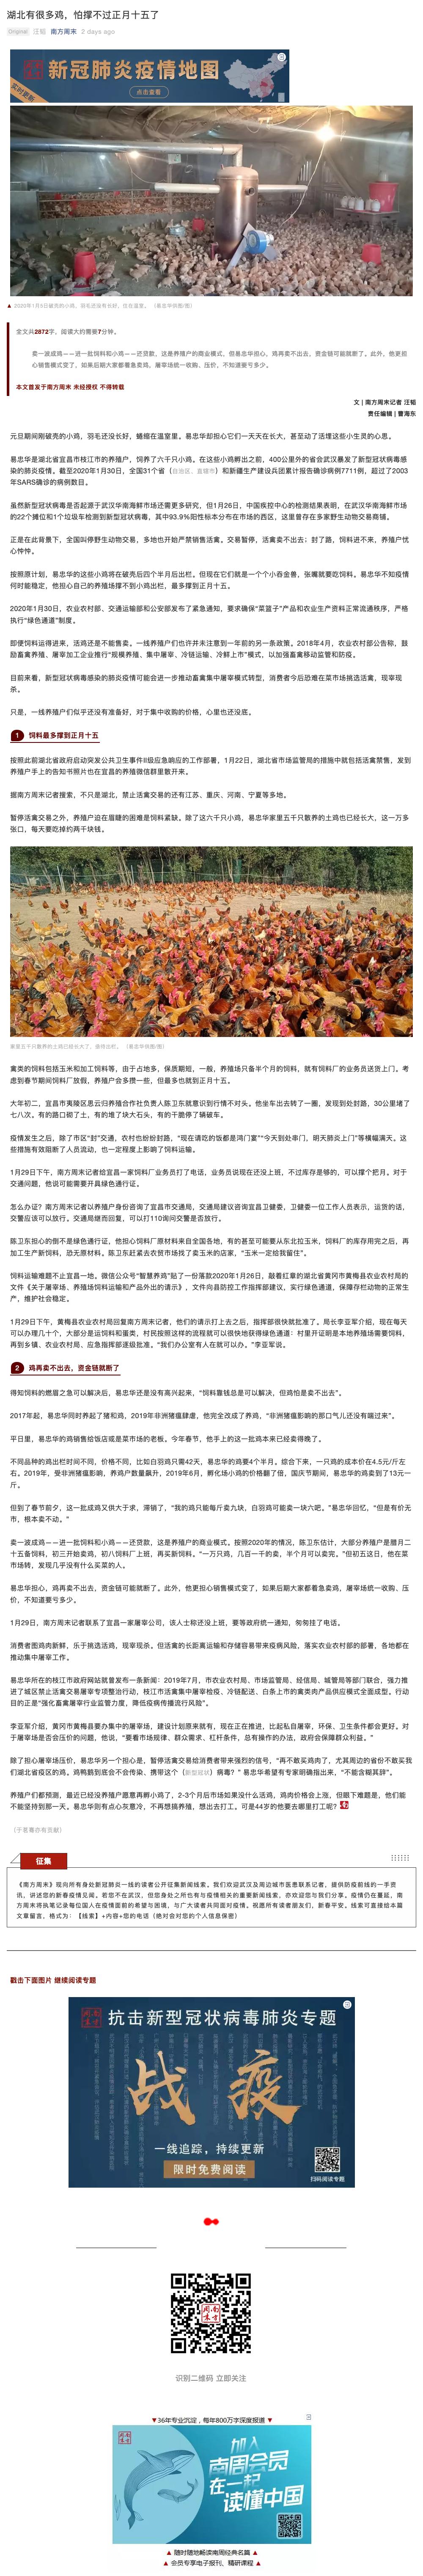 湖北有很多鸡，怕撑不过正月十五了
Original 汪韬 南方周末 2 days ago
新冠肺炎疫情地图
点击查看
实时更新
▲ 2020年1月5日破壳的小鸡，羽毛还没有长好，住在温室。（易忠华供图/图）
全文共2872字，阅读大约需要7分钟。
卖一波成鸡——进一批饲料和小鸡——还贷款，这是养殖户的商业模式，但易忠华担心，鸡再卖不出去，资金链可能就断了。此外，他更担
心销售模式变了，如果后期大家都着急卖鸡，屠宰场统一收购、压价，不知道要亏多少。
本文首发于南方周末 未经授权 不得转载
文 | 南方周末记者 汪韬
责任编辑 | 曹海东
元旦期间刚破壳的小鸡，羽毛还没长好，蜷缩在温室里。易忠华却担心它们一天天在长大，甚至动了活埋这些小生灵的心思。
易忠华是湖北省宜昌市枝江市的养殖户，饲养了六千只小鸡。在这些小鸡孵出之前，400公里外的省会武汉暴发了新型冠状病毒感
染的肺炎疫情。截至2020年1月30日，全国31个省（自治区、直辖市）和新疆生产建设兵团累计报告确诊病例7711例，超过了2003
年SARS确诊的病例数目。
虽然新型冠状病毒是否起源于武汉华南海鲜市场还需更多研究，但1月26日，中国疾控中心的检测结果表明，在武汉华南海鲜市场
的22个摊位和1个垃圾车检测到新型冠状病毒，其中93.9%阳性标本分布在市场的西区，这里曾存在多家野生动物交易商铺。
正是在此背景下，全国叫停野生动物交易，多地也开始严禁销售活禽。交易暂停，活禽卖不出去；封了路，饲料进不来，养殖户忧
心忡忡。
按照原计划，易忠华的这些小鸡将在破壳后四个半月后出栏。但现在它们就是一个个小吞金兽，张嘴就要吃饲料。易忠华不知疫情
何时能稳定，他担心自己的养殖场撑不到小鸡出栏，最多撑到正月十五。
2020年1月30日，农业农村部、交通运输部和公安部发布了紧急通知，要求确保“菜篮子”产品和农业生产资料正常流通秩序，严格
执行“绿色通道”制度。
即便饲料运得进来，活鸡还是不能售卖。一线养殖户们也许并未注意到一年前的另一条政策。2018年4月，农业农村部公告称，鼓
励畜禽养殖、屠宰加工企业推行“规模养殖、集中屠宰、冷链运输、冷鲜上市”模式，以加强畜禽移动监管和防疫。
目前来看，新型冠状病毒感染的肺炎疫情可能会进一步推动畜禽集中屠宰模式转型，消费者今后恐难在菜市场挑选活禽，现宰现
杀。
只是，一线养殖户们似乎还没有准备好，对于集中收购的价格，心里也还没底。
1 饲料最多撑到正月十五
按照此前湖北省政府启动突发公共卫生事件II级应急响应的工作部署，1月22日，湖北省市场监管局的措施中就包括活禽禁售，发到
养殖户手上的告知书照片也在宜昌的养殖微信群里散开来。
据南方周末记者搜索，不只是湖北，禁止活禽交易的还有江苏、重庆、河南、宁夏等多地。
暂停活禽交易之外，养殖户迫在眉睫的困难是饲料紧缺。除了这六千只小鸡，易忠华家里五千只散养的土鸡也已经长大，这一万多
张口，每天要吃掉约两千块钱。
家里五千只散养的土鸡已经长大了，亟待出栏。（易忠华供图/图）
禽类的饲料包括玉米和加工饲料等，由于占地多，保质期短，一般，养殖场只备半个月的饲料，就有饲料厂的业务员送货上门。考
虑到春节期间饲料厂放假，养殖户会多攒一些，但最多也就到正月十五。
大年初二，宜昌市夷陵区思云归养殖合作社负责人陈卫东就意识到行情不对头。他坐车出去转了一圈，发现到处封路，30公里堵了
七八次。有的路口砌了土，有的堆了块大石头，有的干脆停了辆破车。
疫情发生之后，除了市区“封”交通，农村也纷纷封路，“现在请吃的饭都是鸿门宴”“今天到处串门，明天肺炎上门”等横幅满天。这
些措施有效阻断了人员流动，也一定程度上影响了饲料运输。
1月29日下午，南方周末记者给宜昌一家饲料厂业务员打了电话，业务员说现在还没上班，不过库存是够的，可以撑个把月。对于
交通问题，他说可能需要开具绿色通行证。
怎么办证？南方周末记者以养殖户身份咨询了宜昌市交通局，交通局建议咨询宜昌卫健委，卫健委一位工作人员表示，运货的话，
交警应该可以放行。交通局继而回复，可以打110询问交警是否放行。
陈卫东担心的倒不是绿色通行证，他担心饲料厂原材料来自全国各地，有的甚至可能要从东北拉玉米，饲料厂的库存用完之后，再
加工生产新饲料，恐无原材料。陈卫东赶紧去农贸市场找了卖玉米的店家，“玉米一定给我留住”。
饲料运输难题不止宜昌一地。微信公众号“智慧养鸡”贴了一份落款2020年1月26日，敲着红章的湖北省黄冈市黄梅县农业农村局的
文件《关于屠宰场、养殖场饲料运输和产品外出的请示》，文件向县防控工作指挥部建议，实行绿色通道，保障存栏动物的正常生
产，维护社会稳定。
1月29日下午，黄梅县农业农村局回复南方周末记者，他们的请示打上去之后，指挥部很快就批准了。局长李亚军介绍，现在每天
可以办理几十个，大部分是运饲料和蛋类，村民按照这样的流程就可以很快地获得绿色通道：村里开证明是本地养殖场需要饲料，
再到乡镇、农业农村局、应急指挥部逐级批准。“我们办公室有人在就可以。”李亚军说。
2 鸡再卖不出去，资金链就断了
得知饲料的燃眉之急可以解决后，易忠华还是没有高兴起来，“饲料靠钱总是可以解决，但鸡怕是卖不出去”。
2017年起，易忠华同时养起了猪和鸡，2019年非洲猪瘟肆虐，他完全改成了养鸡，“非洲猪瘟影响的那口气儿还没有喘过来”。
平日里，易忠华的鸡销售给饭店或是菜市场的老板。今年春节，他手上的这一批鸡本来已经卖得晚了。
不同品种的鸡出栏时间不同，价格不同，比如白羽鸡只需42天，易忠华的鸡要4个半月。综合下来，一只鸡的成本价在4.5元/斤左
右。2019年，受非洲猪瘟影响，养鸡户数量飙升，2019年6月，孵化场小鸡的价格翻了倍，国庆节期间，易忠华的鸡卖到了13元一
斤。
但到了春节前夕，这一批成鸡又供大于求，滞销了，“我的鸡只能每斤卖九块，白羽鸡可能卖一块六吧。”易忠华回忆，“但是有价无
市，根本卖不动。”
卖一波成鸡——进一批饲料和小鸡——还贷款，这是养殖户的商业模式。按照2020年的情况，陈卫东估计，大部分养殖户是腊月二
十五备饲料，初三开始卖鸡，初八饲料厂上班，再买新饲料。“一万只鸡，几百一千的卖，半个月可以卖完。”但初五这日，他在菜
市场转，发现几乎没有什么买菜的人。
易忠华担心，鸡再卖不出去，资金链可能就断了。此外，他更担心销售模式变了，如果后期大家都着急卖鸡，屠宰场统一收购、压
价，不知道要亏多少。
1月29日，南方周末记者联系了宜昌一家屠宰公司，该人士称还没上班，要等政府统一通知，匆匆挂了电话。
消费者图鸡肉新鲜，乐于挑选活鸡，现宰现杀。但活禽的长距离运输和存储容易带来疫病风险，落实农业农村部的部署，各地都在
推动集中屠宰工作。
易忠华所在的枝江市政府网站就曾发布一条新闻：2019年7月，市农业农村局、市场监管局、经信局、城管局等部门联合，强力推
进了城区禁止活禽交易屠宰专项整治行动，枝江市活禽集中屠宰检疫、冷链配送、白条上市的禽类肉产品供应模式全面成型。行动
目的正是“强化畜禽屠宰行业监管力度，降低疫病传播流行风险”。
李亚军介绍，黄冈市黄梅县要办集中的屠宰场，建设计划原来就有，现在正在推进，比起私自屠宰，环保、卫生条件都会更好。对
于屠宰场是否会压价的问题，他说，“要看市场规律、群众需求、杠杆条件，总有操作的办法，政府会保障群众利益。”
除了担心屠宰场压价，易忠华另一个担心是，暂停活禽交易给消费者带来强烈的信号，“再不敢买鸡肉了，尤其周边的省份不敢买我
们湖北省疫区的鸡，鸡鸭鹅到底会不会传染、携带这个（新型冠状）病毒？”易忠华希望有专家明确指出来，“不能含糊其辞”。
养殖户们都预测，最近已经没养殖户愿意再孵小鸡了，2-3个月后市场如果没什么活鸡，鸡肉价格会上涨，但眼下难题是，他们能
不能坚持到那一天。易忠华则有点心灰意冷，不再想搞养殖，想出去打工。可是44岁的他要去哪里打工呢？
（于茗骞亦有贡献）
征集
《南方周末》现向所有身处新冠肺炎一线的读者公开征集新闻线索。我们欢迎武汉及周边城市医患联系记者，提供防疫前线的一手资
讯，讲述您的新春疫情见闻。若您不在武汉，但您身处之所也有与疫情相关的重要新闻线索，亦欢迎您与我们分享。疫情仍在蔓延，南
方周末将执笔记录每位国人在疫情面前的希望与困境，与广大读者共同面对疫情。祝愿所有读者朋友们，新春平安。线索可直接给本篇
文章留言，格式为：【线索】+内容+您的电话（绝对会对您的个人信息保密）
戳击下面图片 继续阅读专题
抗击新型冠状病毒肺炎专题
战疫
一线追踪，持续更新
限时免费阅读
扫码阅读专题
识别二维码 立即关注
▼36年专业沉淀，每年800万字深度报道 ▼
加入
南周会员
在一起
读懂中国
▲ 随时随地畅读南周经典名篇 ▲
▲ 会员专享电子报刊、精研课程 ▲